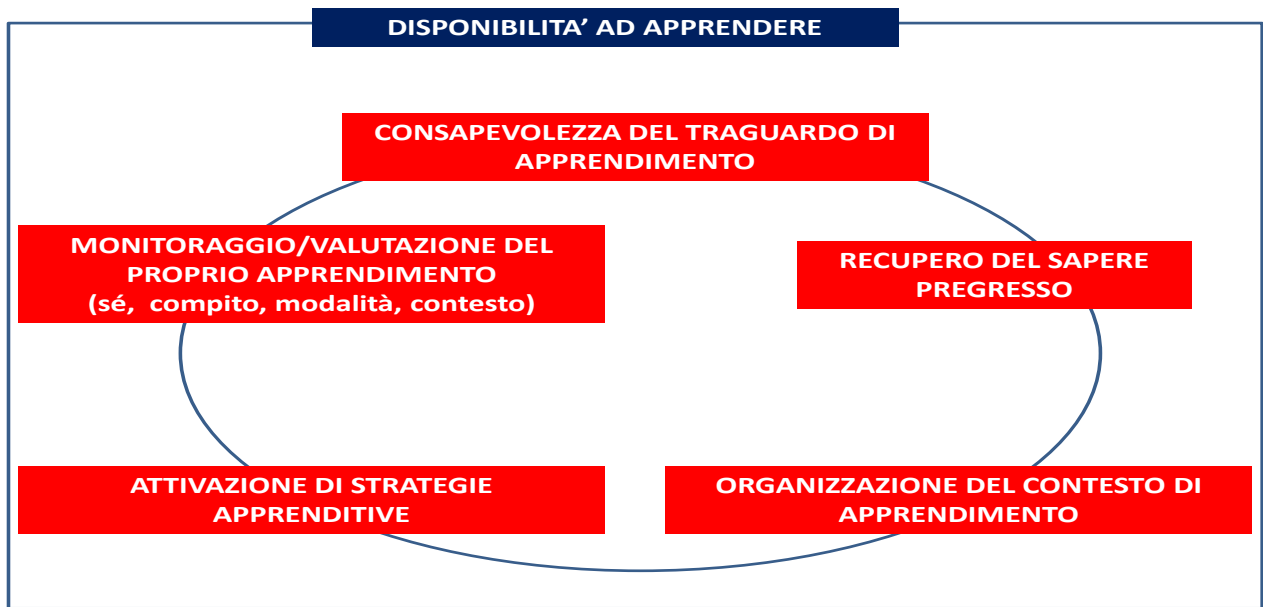 DISPONIBILITA’ AD APPRENDERE
CONSAPEVOLEZZA DEL TRAGUARDO DI
APPRENDIMENTO
MONITORAGGIO/VALUTAZIONE DEL
PROPRIO APPRENDIMENTO
(sé, compito, modalità, contesto)
RECUPERO DEL SAPERE
PREGRESSO
ATTIVAZIONE DI STRATEGIE
APPRENDITIVE
ORGANIZZAZIONE DEL CONTESTO DI
APPRENDIMENTO